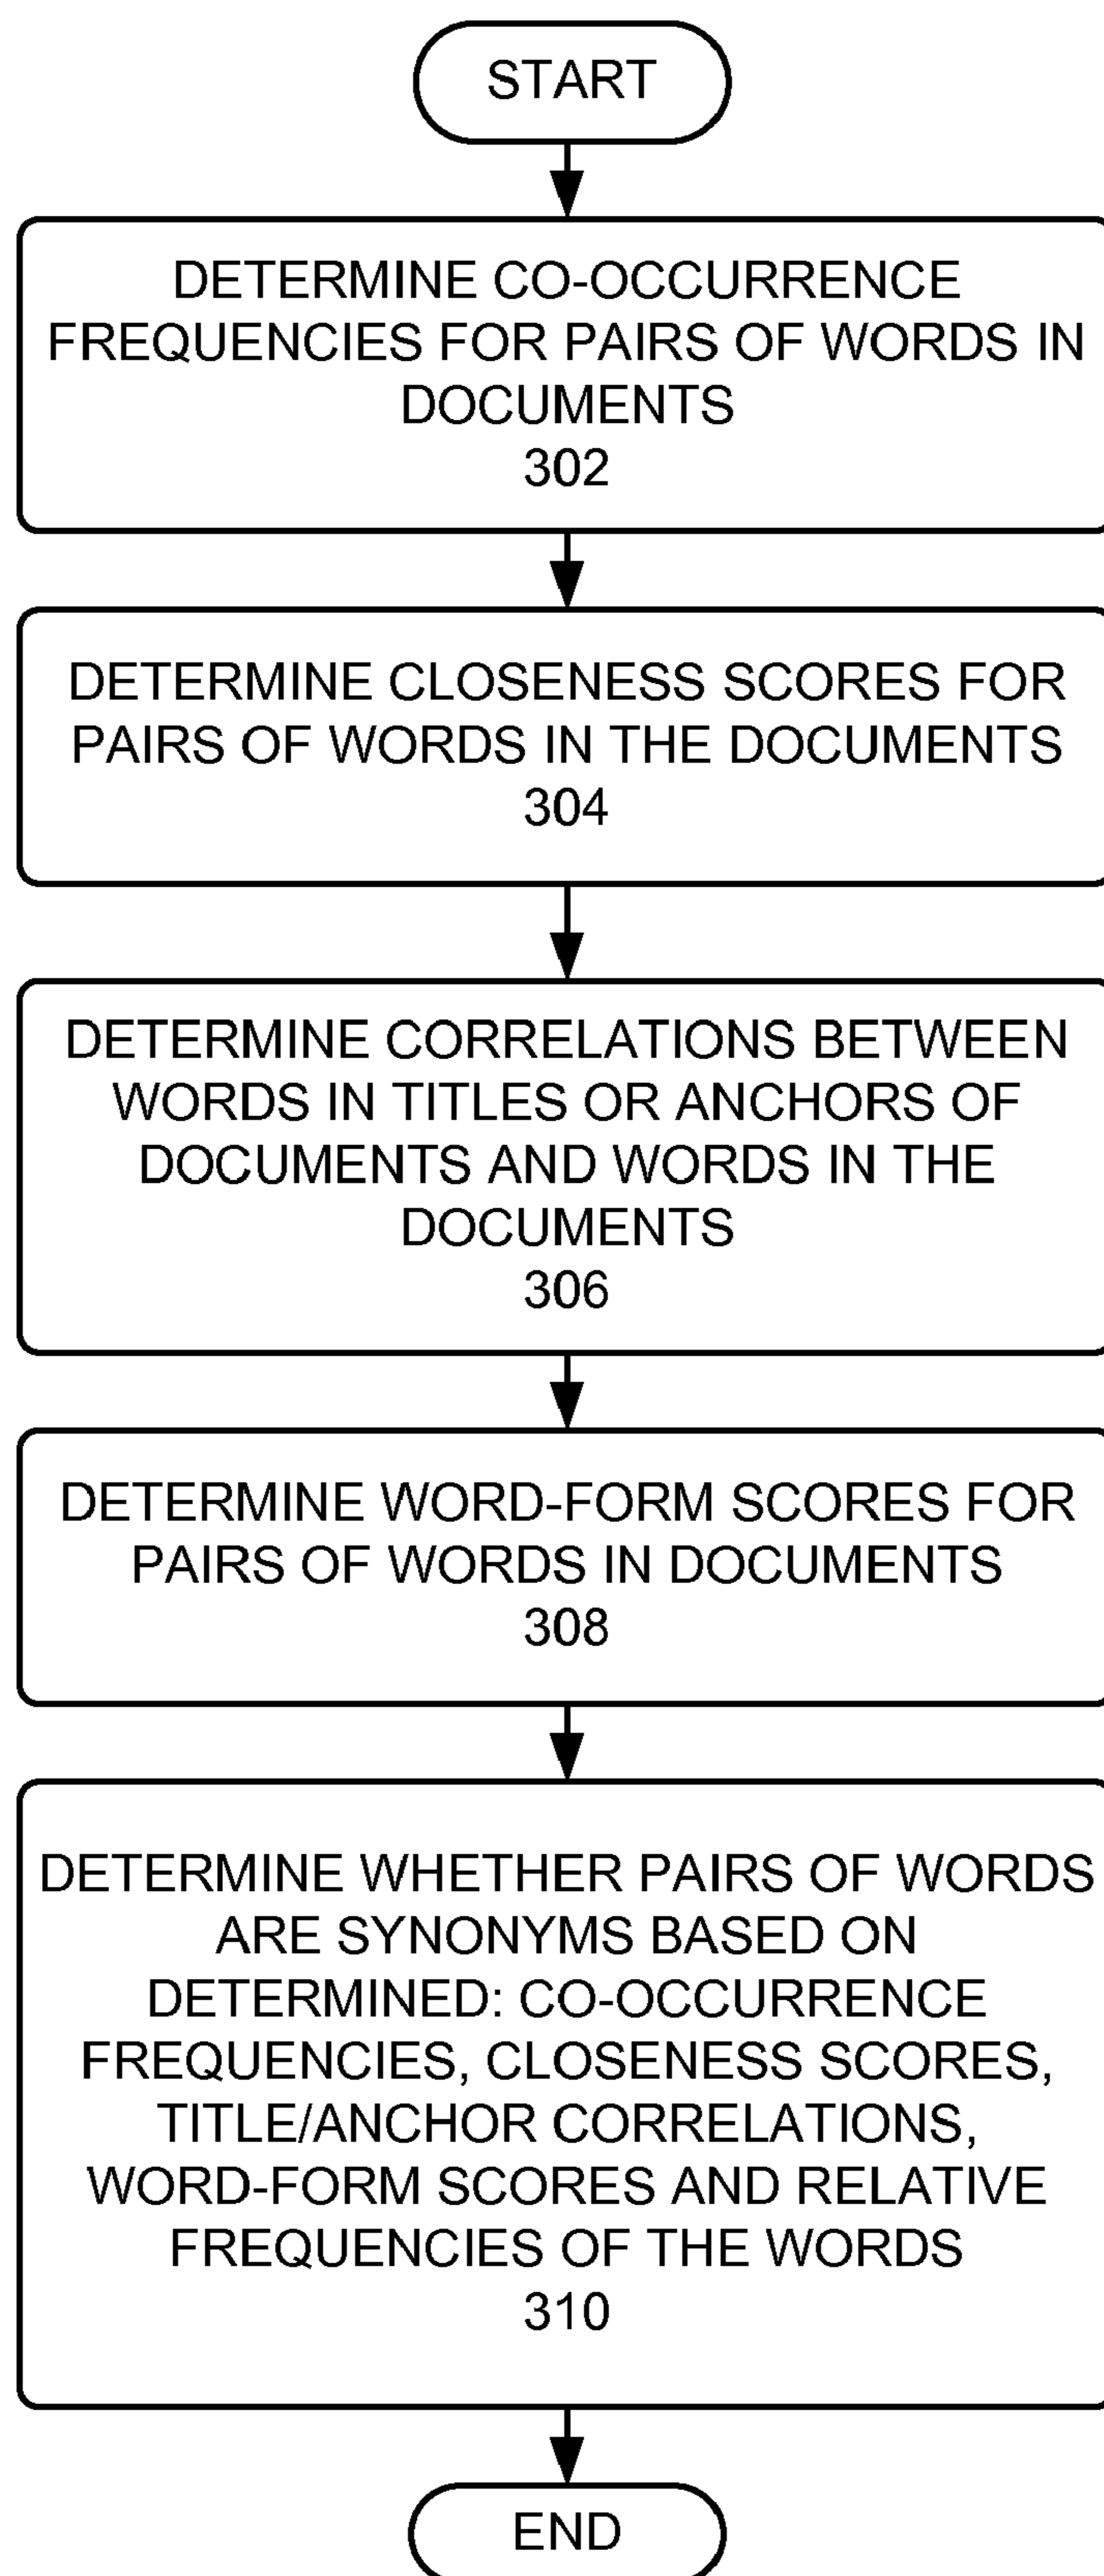 START
DETERMINE CO-OCCURRENCE
FREQUENCIES FOR PAIRS OF WORDS IN
DOCUMENTS
302
DETERMINE CLOSENESS SCORES FOR
PAIRS OF WORDS IN THE DOCUMENTS
304
DETERMINE CORRELATIONS BETWEEN
WORDS IN TITLES OR ANCHORS OF
DOCUMENTS AND WORDS IN THE
DOCUMENTS
306
DETERMINE WORD-FORM SCORES FOR
PAIRS OF WORDS IN DOCUMENTS
308
DETERMINE WHETHER PAIRS OF WORDS
ARE SYNONYMS BASED ON
DETERMINED: CO-OCCURRENCE
FREQUENCIES, CLOSENESS SCORES,
TITLE/ANCHOR CORRELATIONS,
WORD-FORM SCORES AND RELATIVE
FREQUENCIES OF THE WORDS
310
END